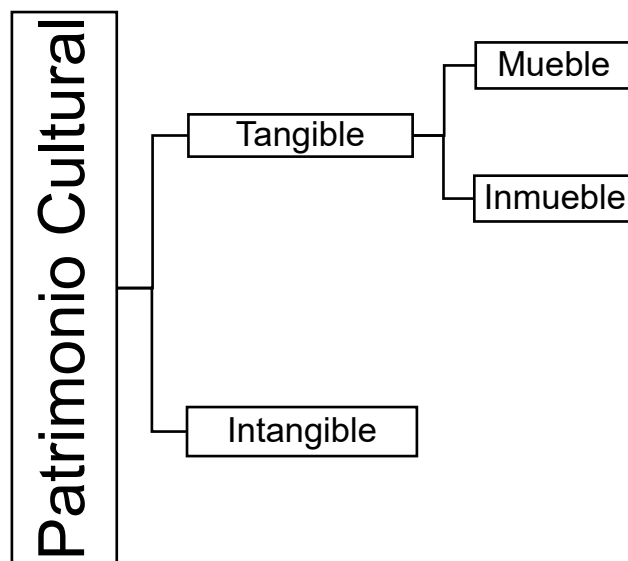 Patrimonio Cultural
Tangible
Mueble
Inmueble
Intangible